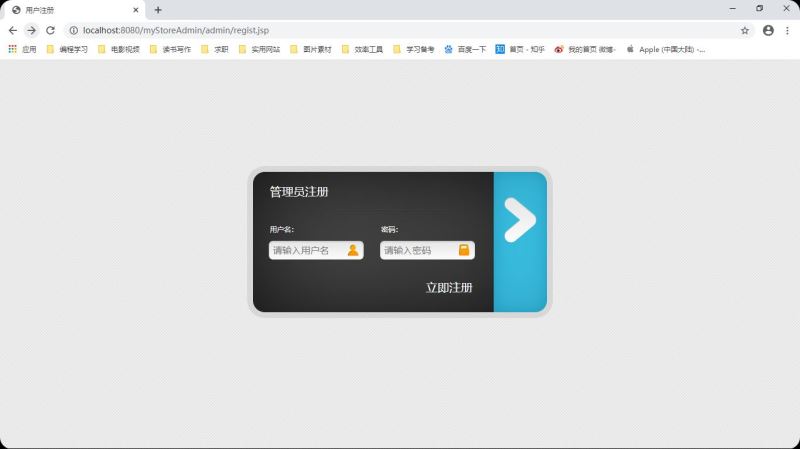 用户注册
localhost:8080/myStoreAdmin/admin/regist.jsp
应用 编程学习 电影视频 读书写作 求职 实用网站 图片素材 效率工具 学习备考 百度一下 首页 - 知乎 我的首页 微博- Apple (中国大陆) -...
管理员注册
用户名: 密码:
请输入用户名 请输入密码
立即注册